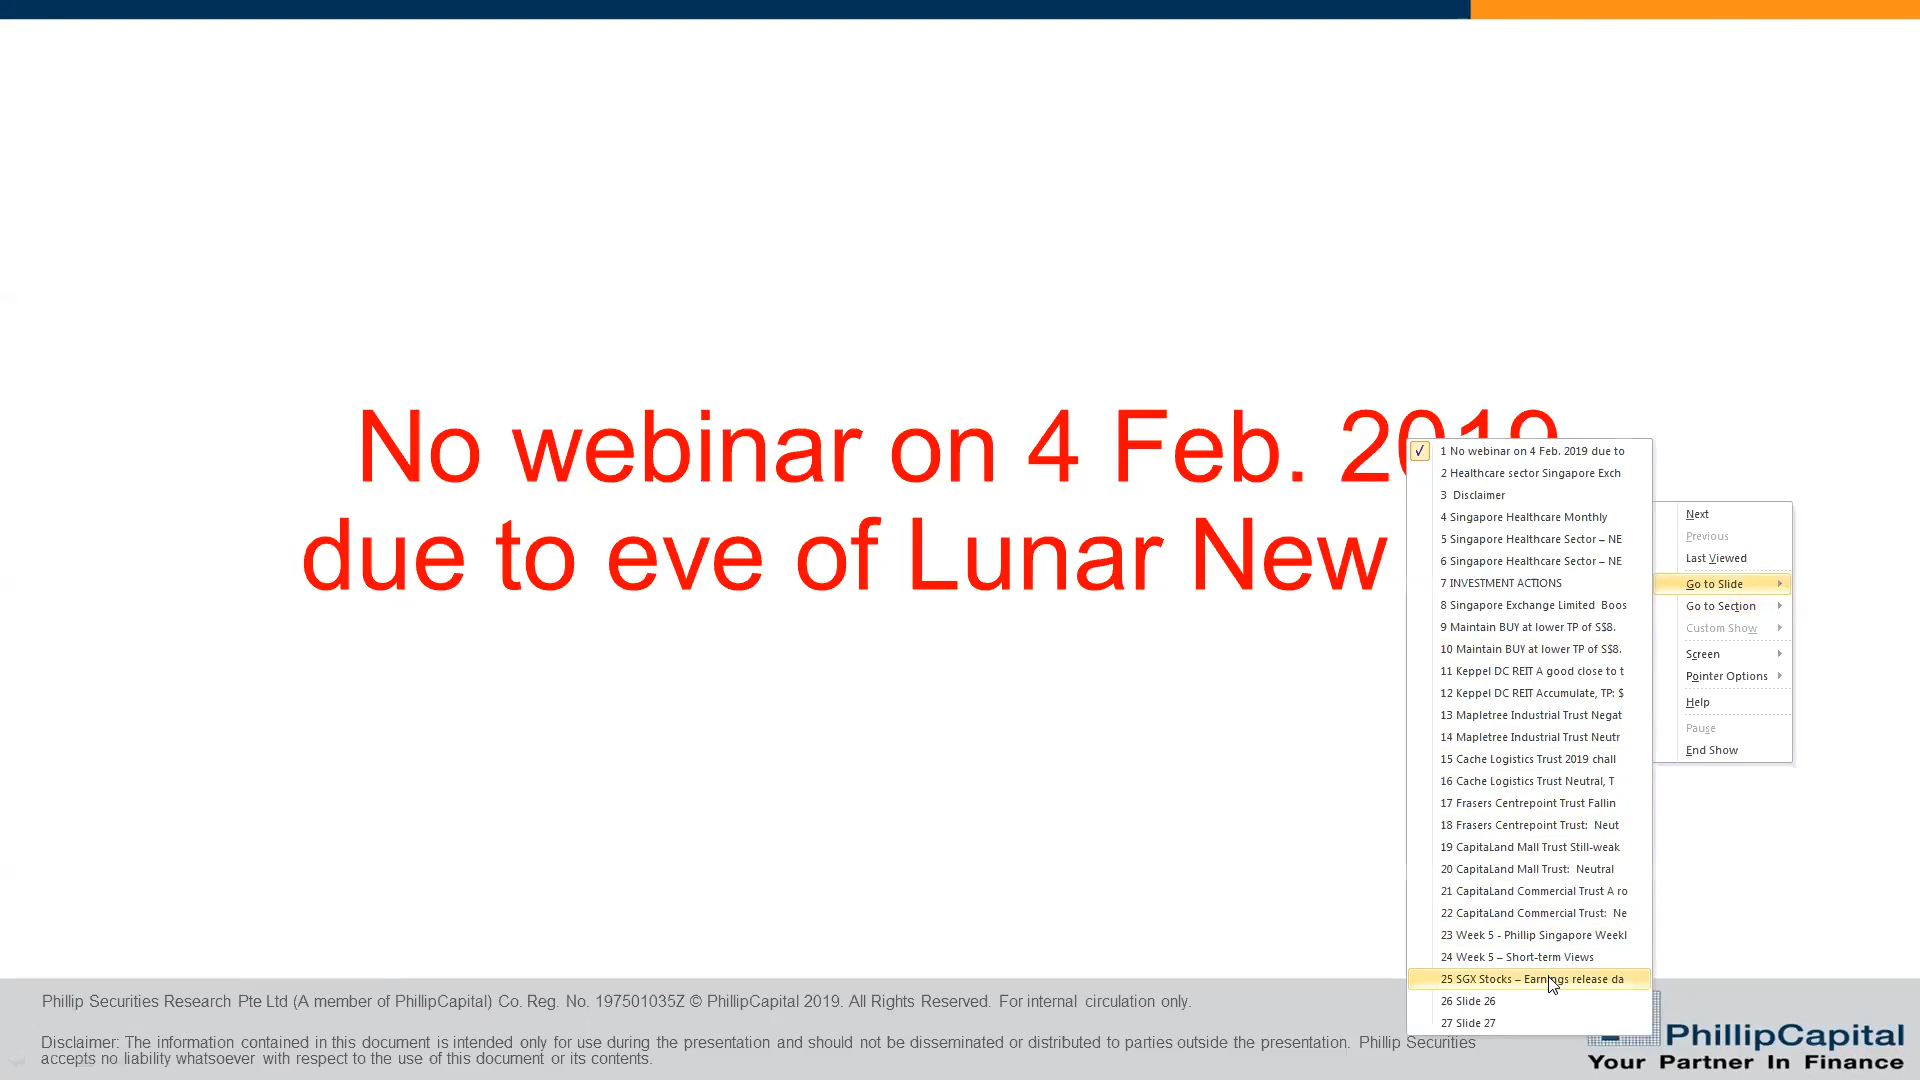 No webinar on 4 Feb. 2019
due to eve of Lunar New
1 No webinar on 4 Feb. 2019 due to
2 Healthcare sector Singapore Exch
3 Disclaimer
4 Singapore Healthcare Monthly
5 Singapore Healthcare Sector – NE
6 Singapore Healthcare Sector – NE
7 INVESTMENT ACTIONS
8 Singapore Exchange Limited Boos
9 Maintain BUY at lower TP of S$8.
10 Maintain BUY at lower TP of S$8.
11 Keppel DC REIT A good close to t
12 Keppel DC REIT Accumulate, TP: $
13 Mapletree Industrial Trust Negat
14 Mapletree Industrial Trust Neutr
15 Cache Logistics Trust 2019 chall
16 Cache Logistics Trust Neutral, T
17 Frasers Centrepoint Trust Fallin
18 Frasers Centrepoint Trust: Neut
19 CapitaLand Mall Trust Still-weak
20 CapitaLand Mall Trust: Neutral
21 CapitaLand Commercial Trust A ro
22 CapitaLand Commercial Trust: Ne
23 Week 5 - Phillip Singapore Weekl
24 Week 5 – Short-term Views
25 SGX Stocks – Earnings release da
26 Slide 26
27 Slide 27
Next
Previous
Last Viewed
Go to Slide
Go to Section
Custom Show
Screen
Pointer Options
Help
Pause
End Show
Phillip Securities Research Pte Ltd (A member of PhillipCapital) Co. Reg. No. 197501035Z © PhillipCapital 2019. All Rights Reserved. For internal circulation only.
Disclaimer: The information contained in this document is intended only for use during the presentation and should not be disseminated or distributed to parties outside the presentation. Phillip Securities
accepts no liability whatsoever with respect to the use of this document or its contents.
PhillipCapital
Your Partner In Finance